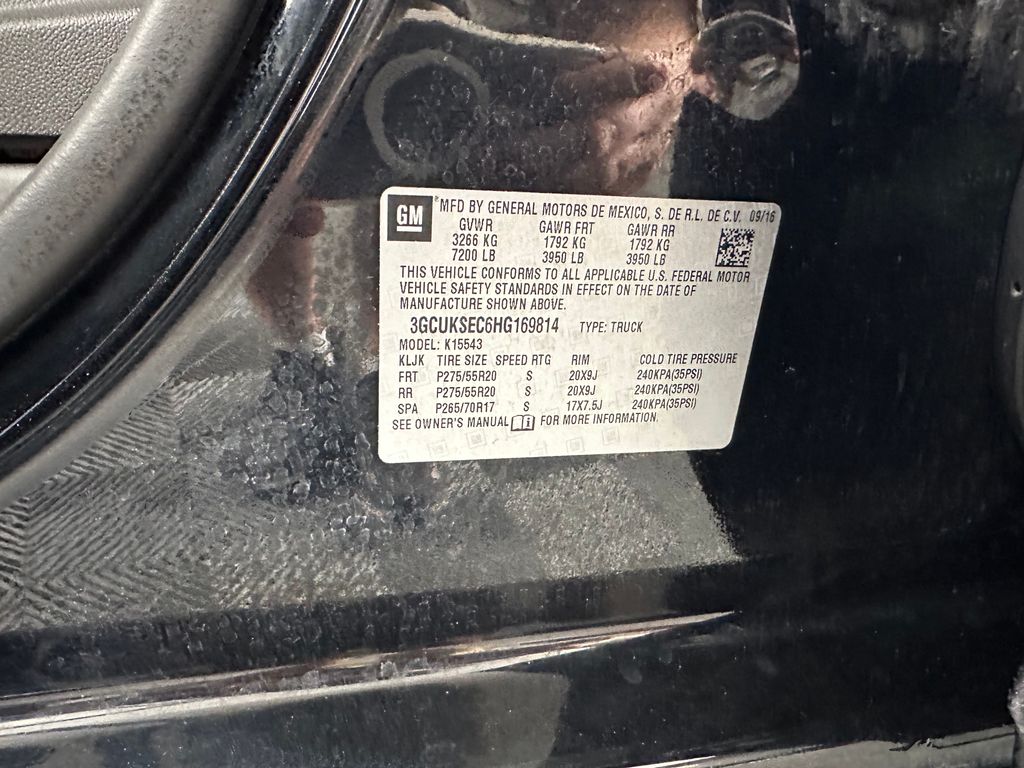 GM ® MFD BY GENERAL MOTORS DE MEXICO, S. DE R.L. DE C.V. 09/16
GVWR GAWR FRT GAWR RR
3266 KG 1792 KG 1792 KG
7200 LB 3950 LB 3950 LB
THIS VEHICLE CONFORMS TO ALL APPLICABLE U.S. FEDERAL MOTOR
VEHICLE SAFETY STANDARDS IN EFFECT ON THE DATE OF
MANUFACTURE SHOWN ABOVE.
3GCUKSEC6HG169814 TYPE: TRUCK
MODEL: K15543
KLJK TIRE SIZE SPEED RTG RIM COLD TIRE PRESSURE
FRT P275/55R20 S 20X9J 240KPA(35PSI)
RR P275/55R20 S 20X9J 240KPA(35PSI)
SPA P265/70R17 S 17X7.5J 240KPA(35PSI)
SEE OWNER'S MANUAL FOR MORE INFORMATION.